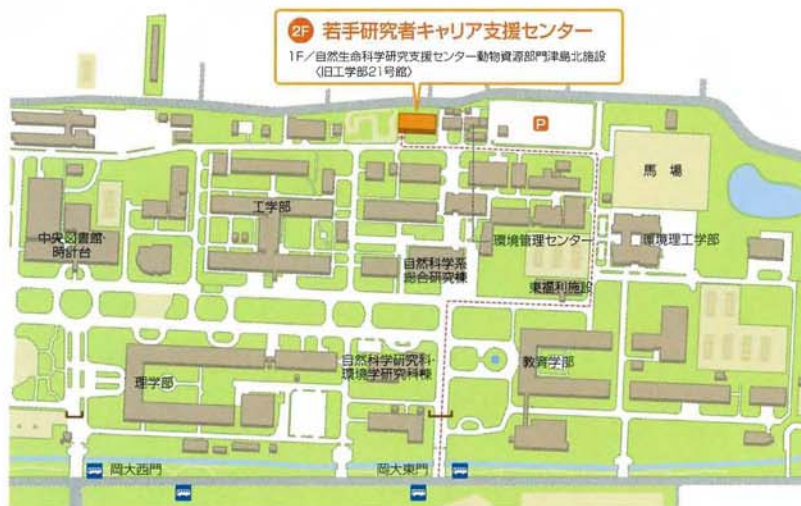 2F 若手研究者キャリア支援センター
1F／自然生命科学研究支援センター動物資源部門津島北施設
〈旧工学部21号館〉
P
馬 場
工学部
中央図書館・
時計台
環境管理センター
環境理工学部
自然科学系
総合研究棟
東福利施設
自然科学研究科・
環境学研究科棟
教育学部
理学部
岡大西門
岡大東門